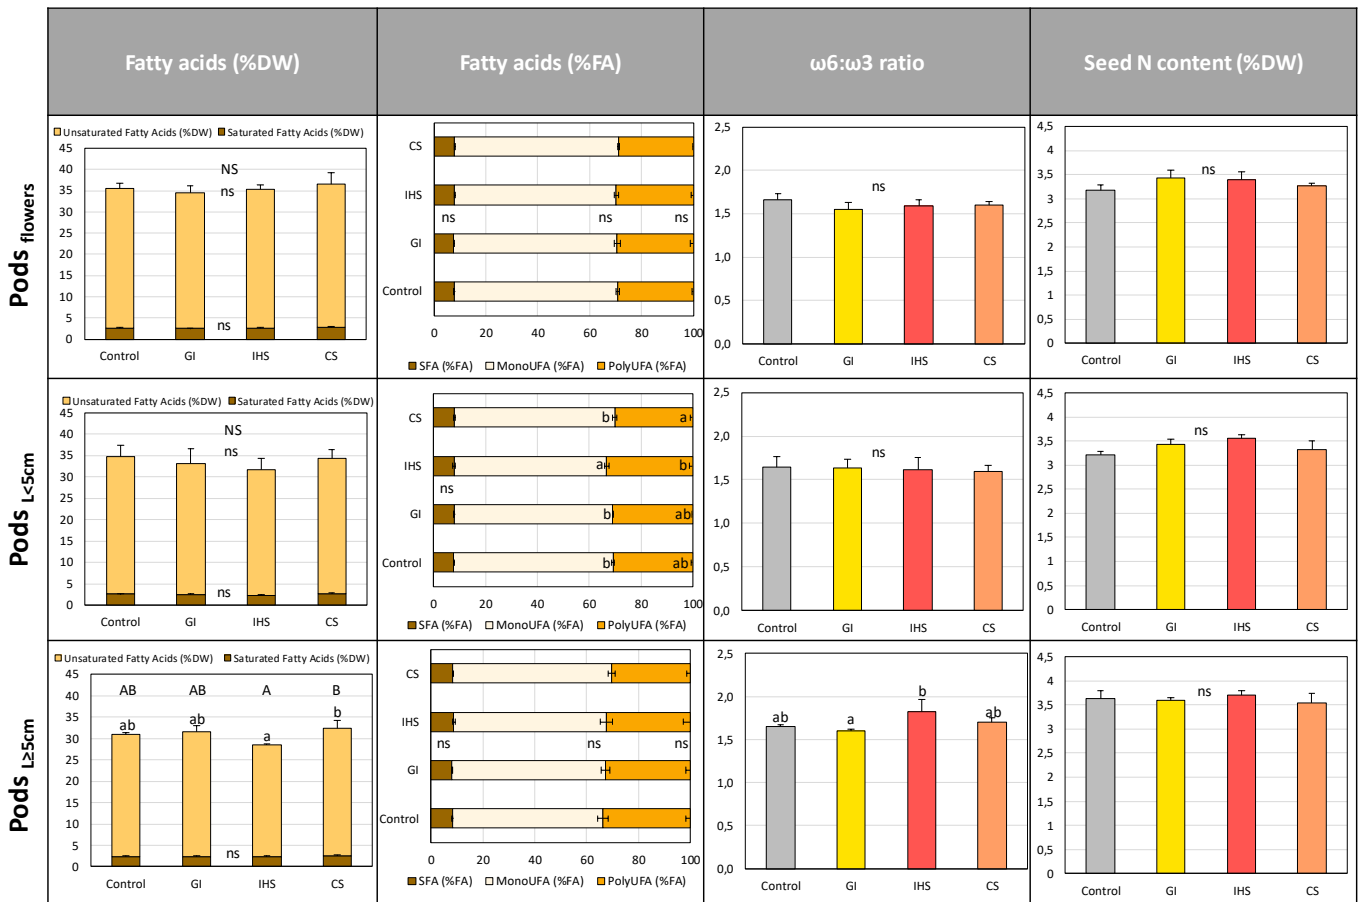 Fatty acids (%DW)
Fatty acids (%FA)
ω6:ω3 ratio
Seed N content (%DW)
Pods flowers
Unsaturated Fatty Acids (%DW) Saturated Fatty Acids (%DW)
45
40
35
30
25
20
15
10
5
0
NS
ns
ns
Control GI IHS CS
CS
IHS
ns ns ns
GI
Control
0 20 40 60 80 100
SFA (%FA) MonoUFA (%FA) PolyUFA (%FA)
2,5
2,0
1,5
1,0
0,5
0,0
ns
Control GI IHS CS
4,5
4
3,5
3
2,5
2
1,5
1
0,5
0
ns
Control GI IHS CS
Pods L<5cm
Unsaturated Fatty Acids (%DW) Saturated Fatty Acids (%DW)
45
40
35
30
25
20
15
10
5
0
NS
ns
ns
Control GI IHS CS
CS b a
IHS a b
ns
GI b ab
Control b ab
0 20 40 60 80 100
SFA (%FA) MonoUFA (%FA) PolyUFA (%FA)
2,5
2,0
1,5
1,0
0,5
0,0
ns
Control GI IHS CS
4,5
4
3,5
3
2,5
2
1,5
1
0,5
0
ns
Control GI IHS CS
Pods L≥5cm
Unsaturated Fatty Acids (%DW) Saturated Fatty Acids (%DW)
45
40
35
30
25
20
15
10
5
0
AB AB A B
ab ab a b
ns
Control GI IHS CS
CS
IHS
ns ns ns
GI
Control
0 20 40 60 80 100
SFA (%FA) MonoUFA (%FA) PolyUFA (%FA)
2,5
2,0
1,5
1,0
0,5
0,0
ab a b ab
Control GI IHS CS
4,5
4
3,5
3
2,5
2
1,5
1
0,5
0
ns
Control GI IHS CS